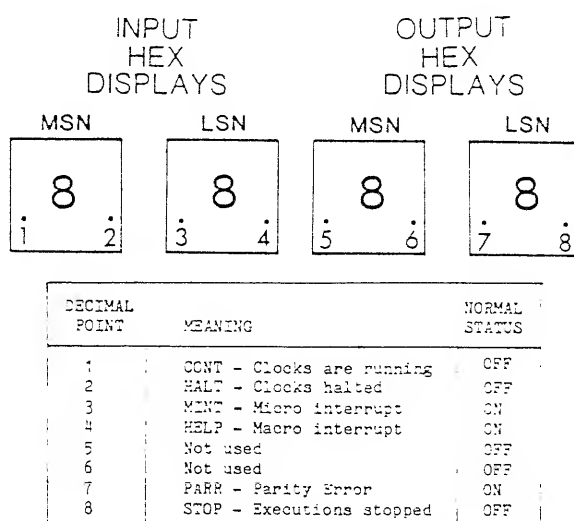 INPUT HEX DISPLAYS
OUTPUT HEX DISPLAYS
MSN LSN MSN LSN
8 8 8 8
1 2 3 4 5 6 7 8
DECIMAL POINT MEANING NORMAL STATUS
1 CONT - Clocks are running OFF
2 HALT - Clocks halted OFF
3 MINT - Micro interrupt ON
4 HELP - Macro interrupt ON
5 Not used OFF
6 Not used OFF
7 PARR - Parity Error ON
8 STOP - Executions stopped OFF